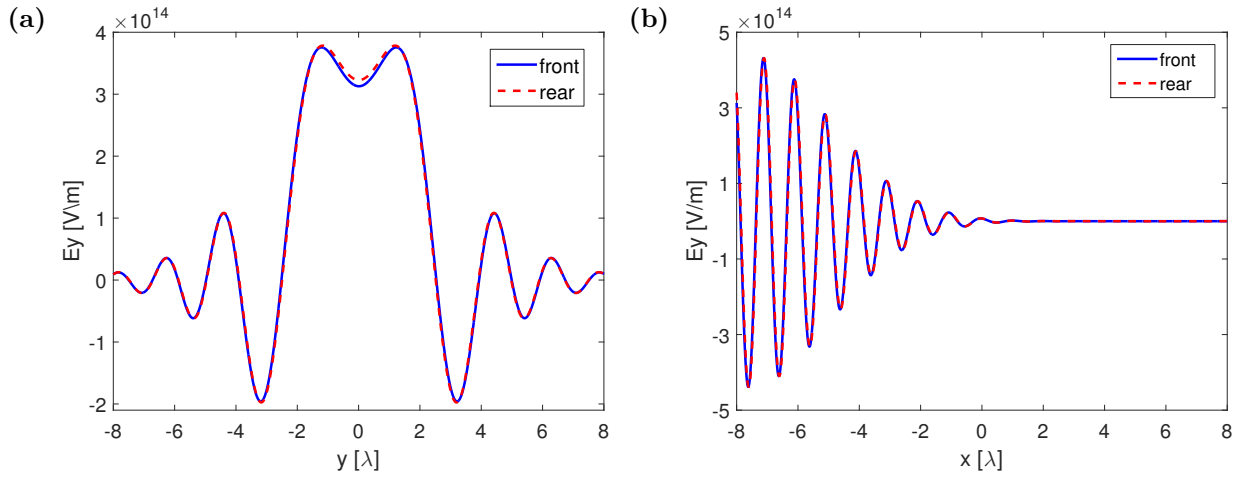 (a)
×10^14
4
3
2
1
0
-1
-2
Ey [V\m]
-8 -6 -4 -2 0 2 4 6 8
y [λ]
front
rear
(b)
×10^14
5
3
1
-1
-3
-5
Ey [V/m]
-8 -6 -4 -2 0 2 4 6 8
x [λ]
front
rear